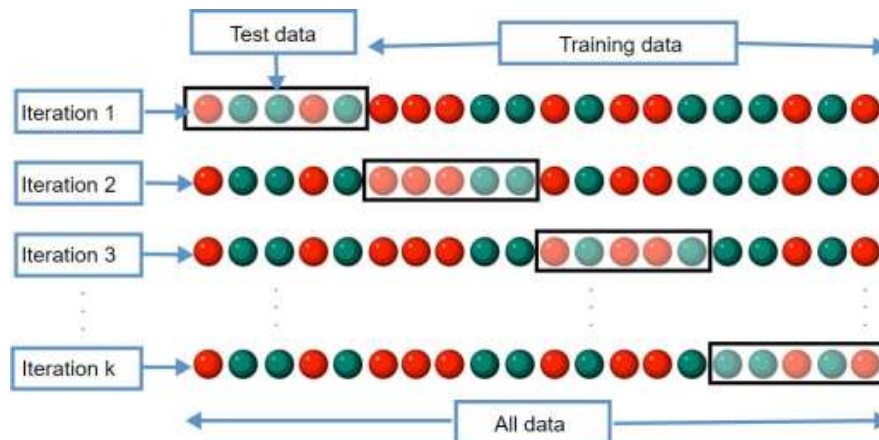 Test data
Training data
Iteration 1
Iteration 2
Iteration 3
Iteration k
All data